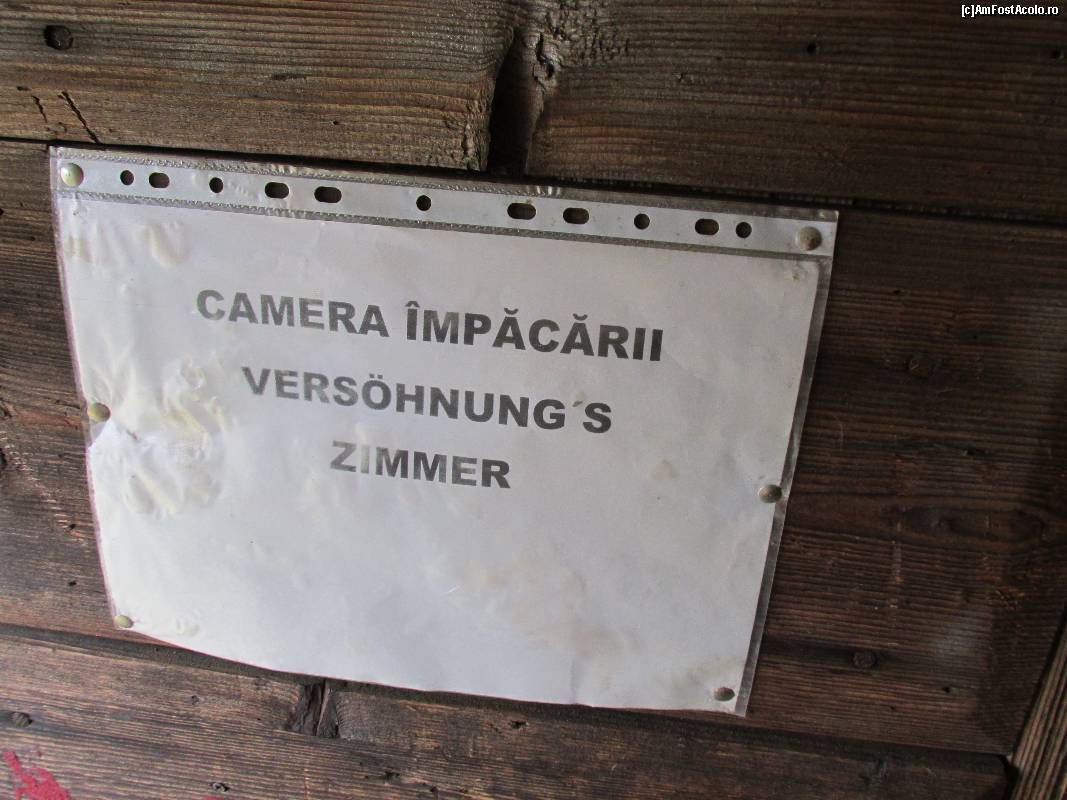 [c]AmFostAcolo.ro
CAMERA ÎMPĂCĂRII
VERSÖHNUNG´S
ZIMMER